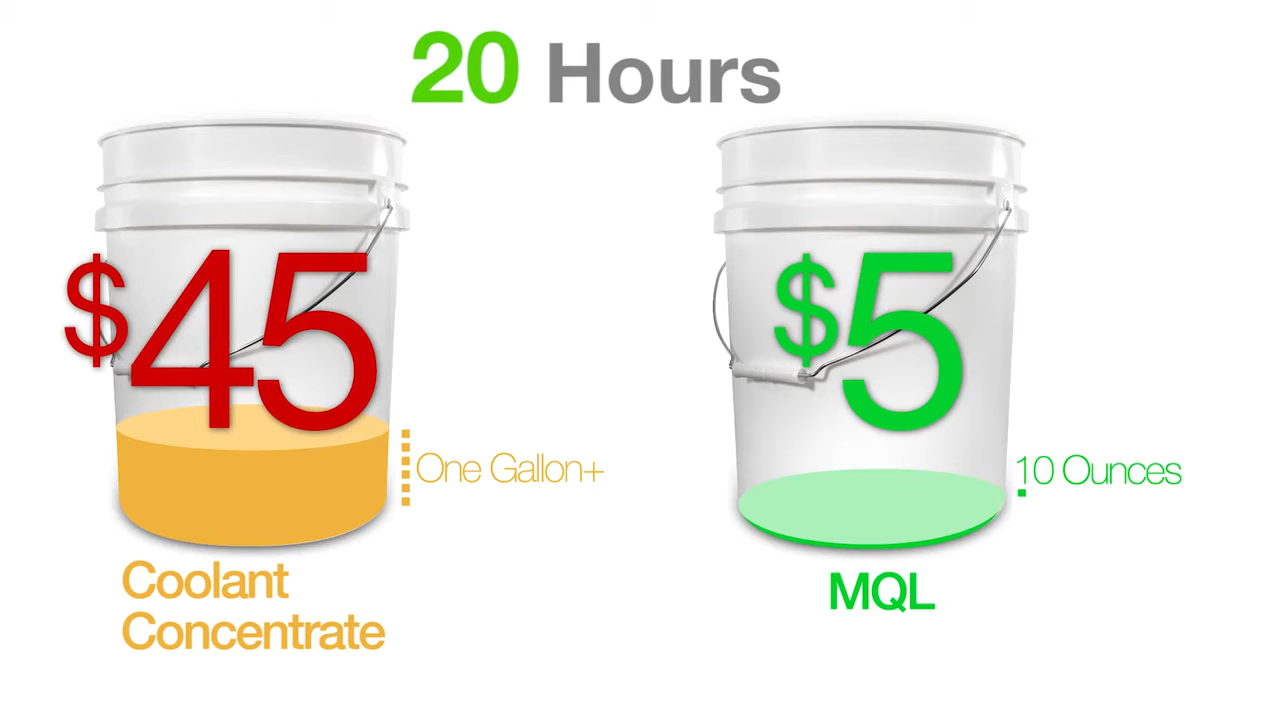 20 Hours
$45
$5
One Gallon+
10 Ounces
Coolant
Concentrate
MQL